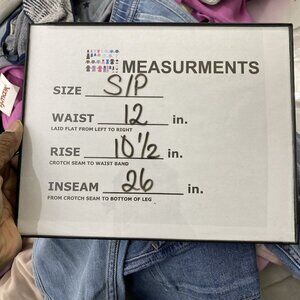 MEASURMENTS
SIZE S/P
WAIST 12 in.
LAID FLAT FROM LEFT TO RIGHT
RISE 10 1/2 in.
CROTCH SEAM TO WAIST BAND
INSEAM 26 in.
FROM CROTCH SEAM TO BOTTOM OF LEG